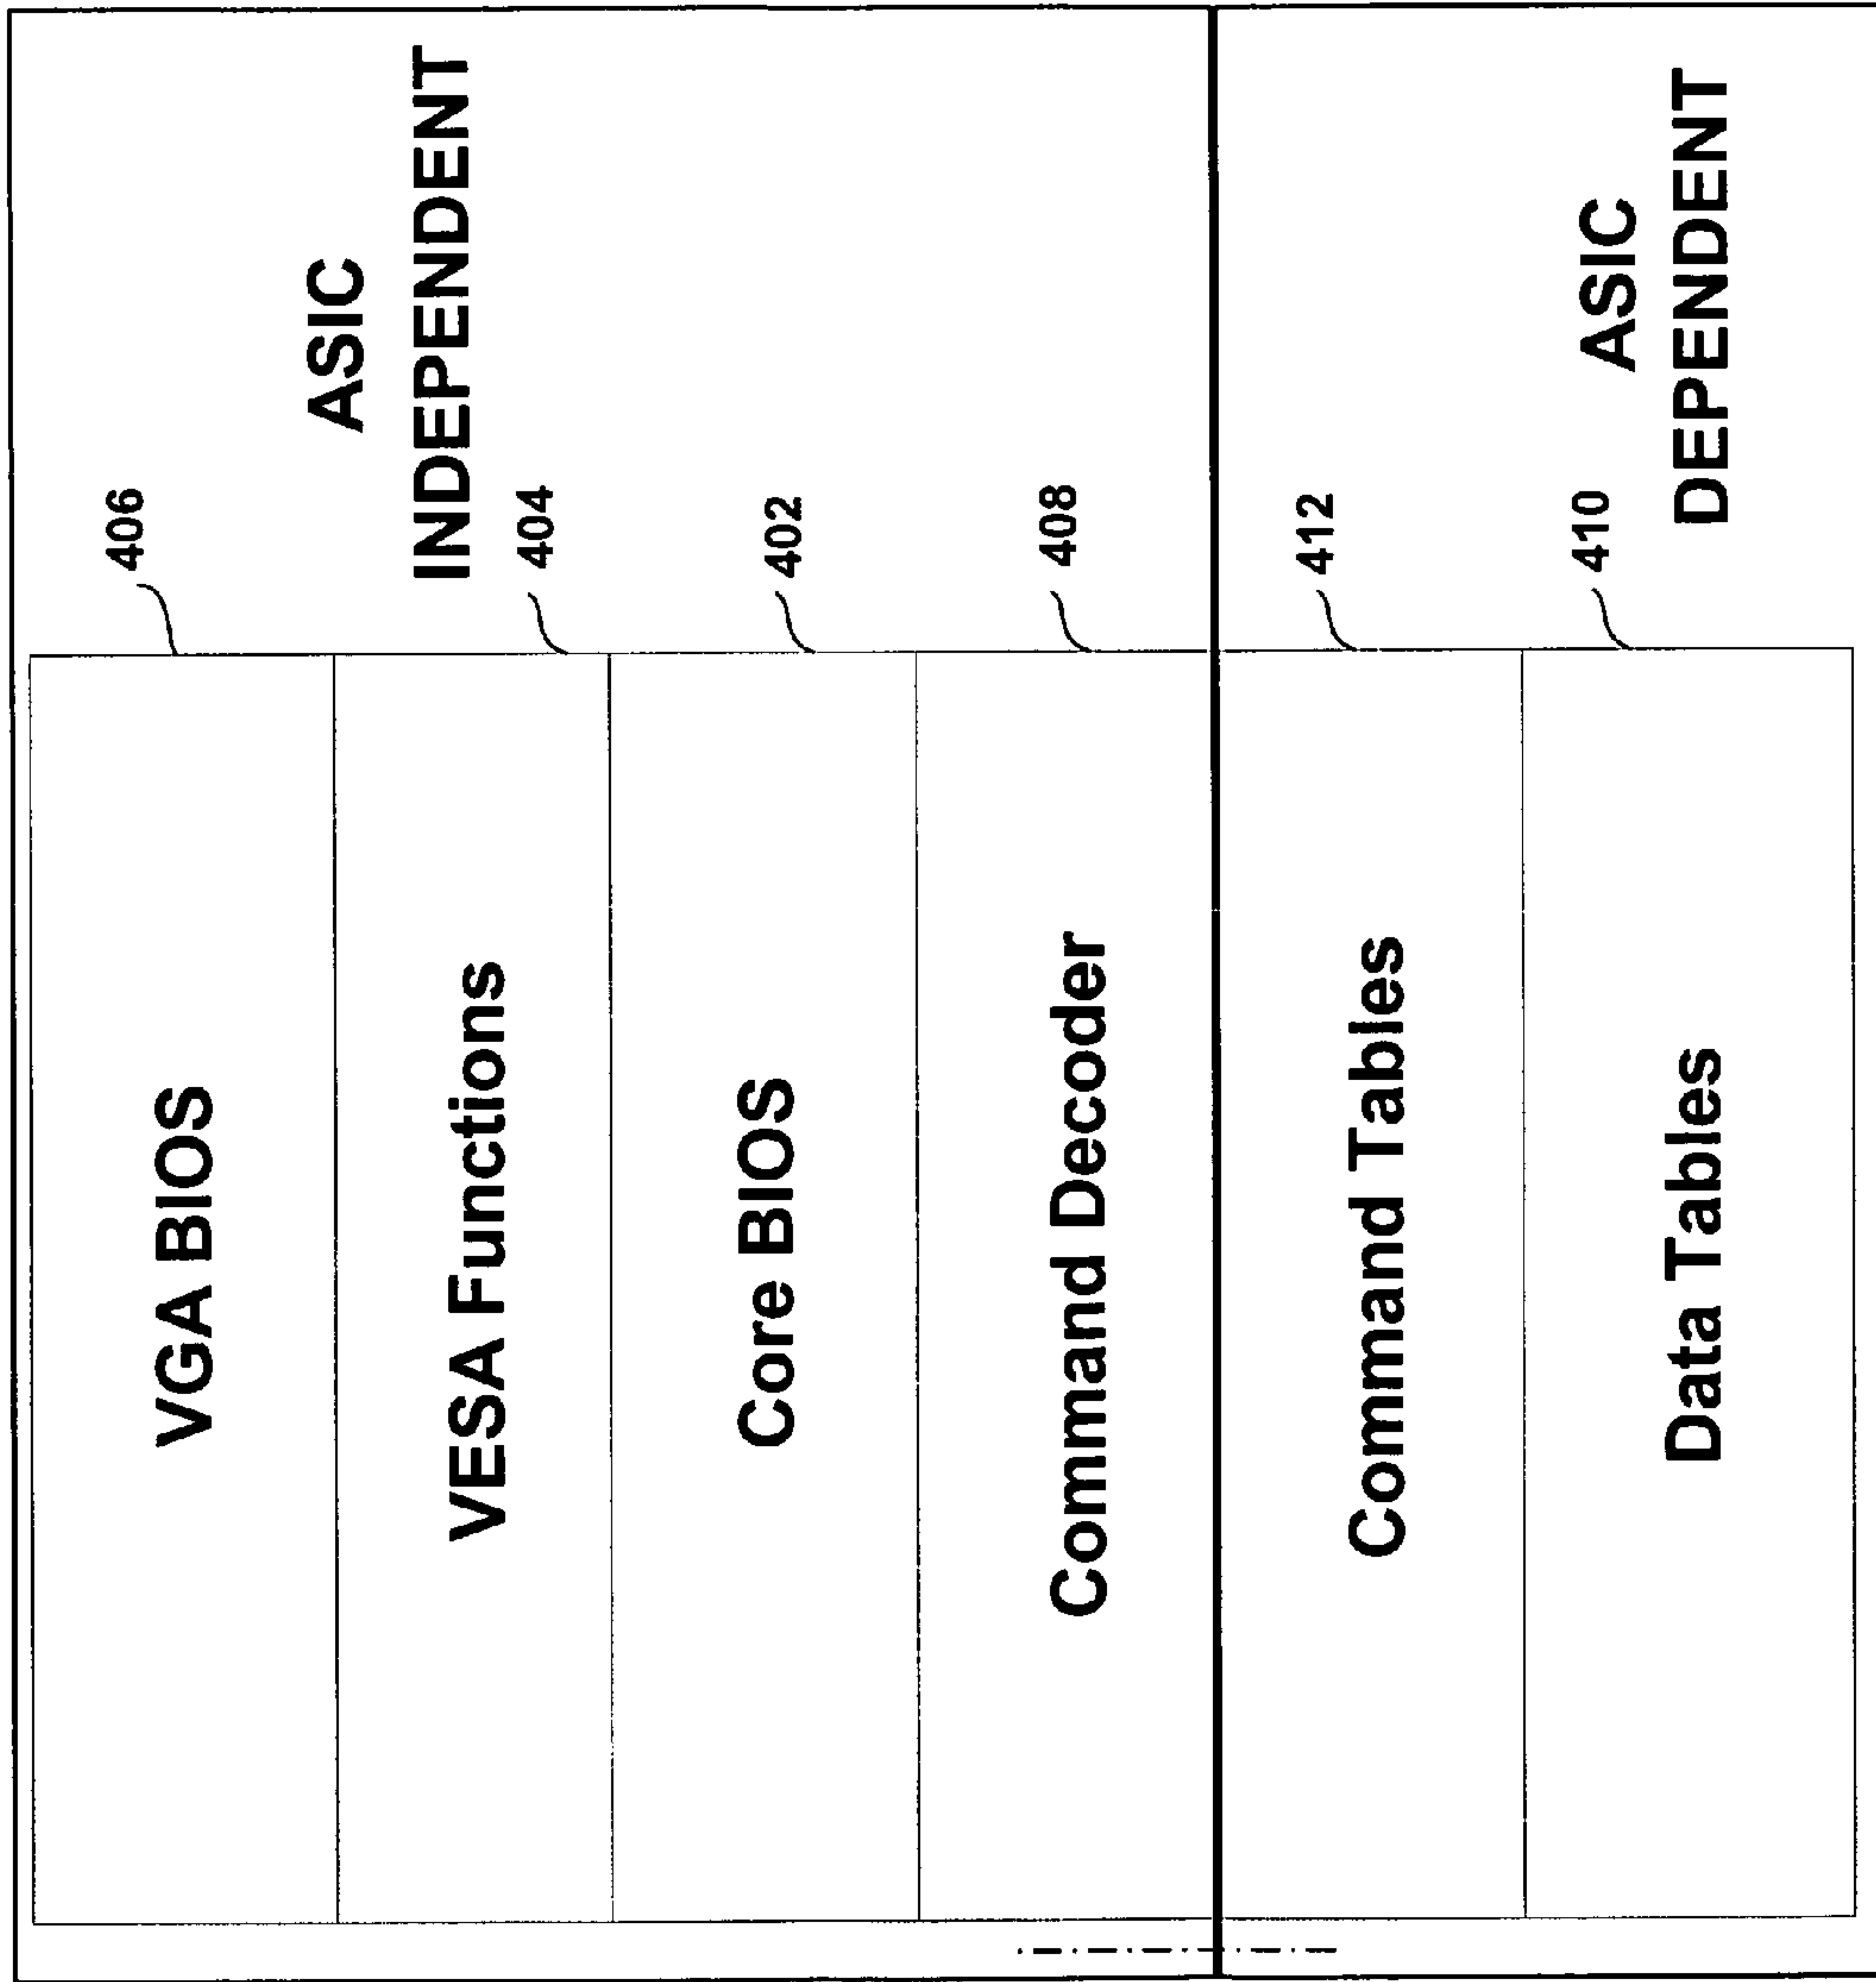 VGA BIOS
406
VESA Functions
404
Core BIOS
402
Command Decoder
408
ASIC
INDEPENDENT
Command Tables
412
Data Tables
410
ASIC
DEPENDENT